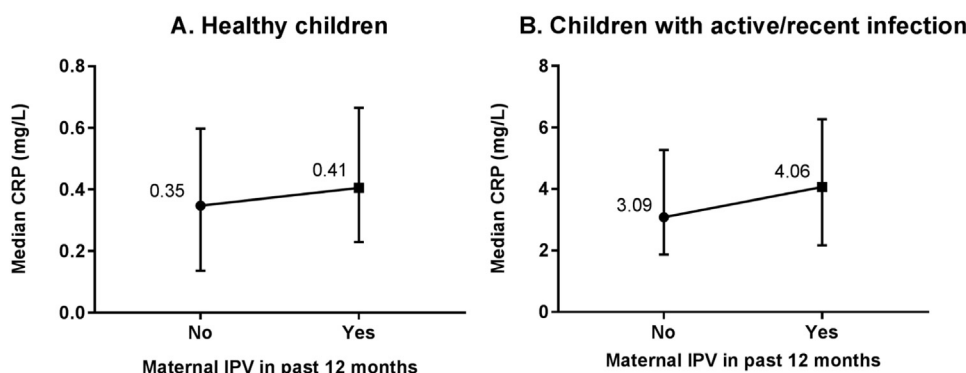 A. Healthy children
Median CRP (mg/L)
0.8
0.6
0.4
0.2
0.0
0.35
0.41
No
Yes
Maternal IPV in past 12 months
B. Children with active/recent infection
Median CRP (mg/L)
8
6
4
2
0
3.09
4.06
No
Yes
Maternal IPV in past 12 months